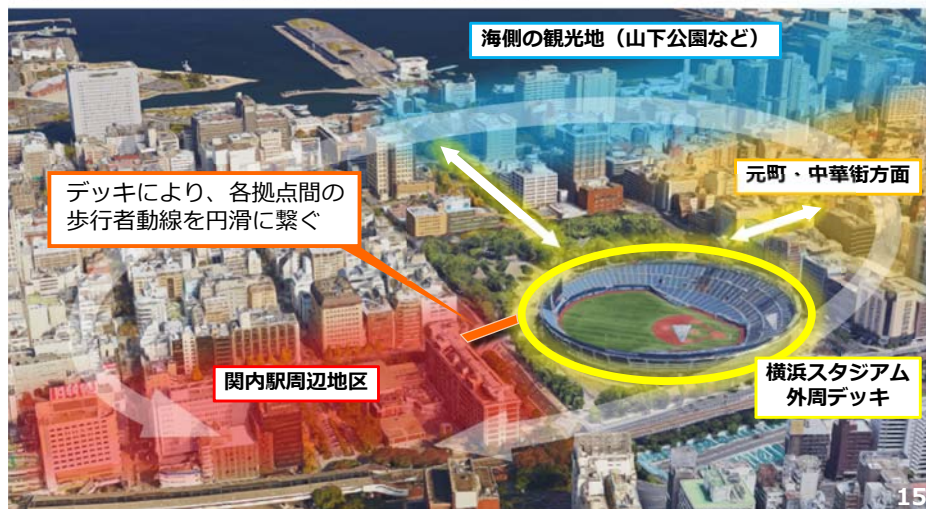 海側の観光地（山下公園など）
元町・中華街方面
デッキにより、各拠点間の
歩行者動線を円滑に繋ぐ
関内駅周辺地区
横浜スタジアム
外周デッキ
15